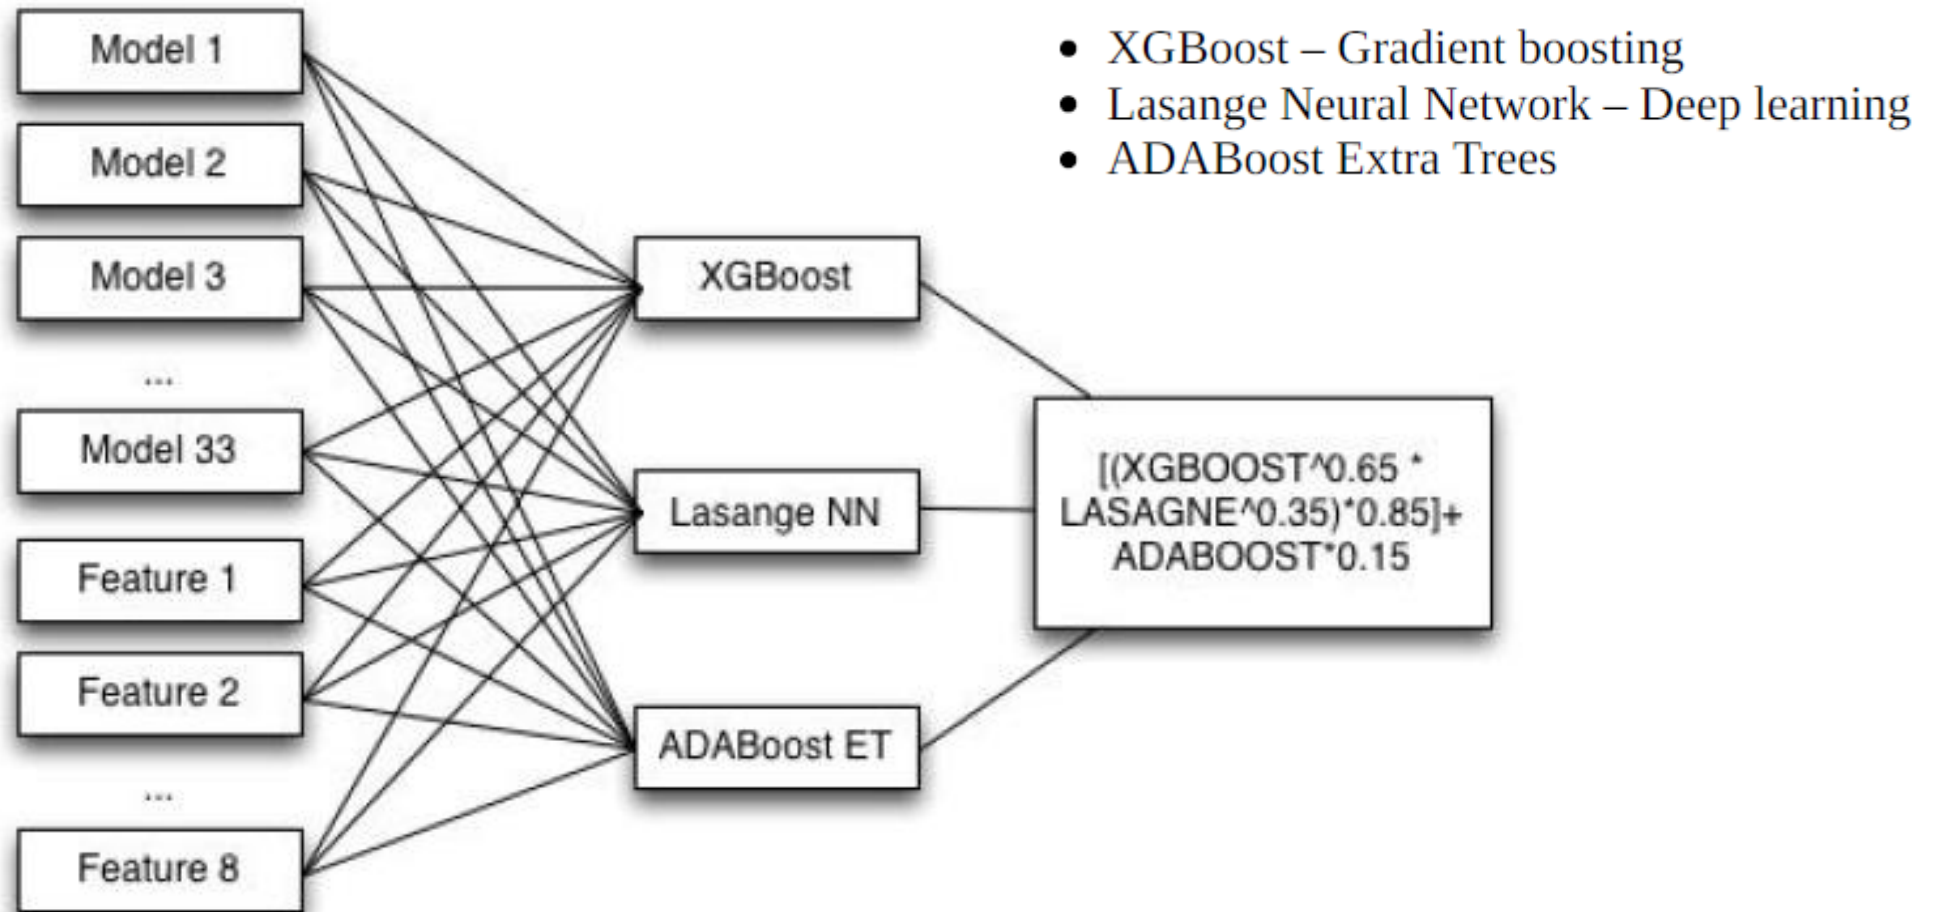 Model 1
Model 2
Model 3
...
Model 33
Feature 1
Feature 2
...
Feature 8
XGBoost
Lasange NN
ADABoost ET
[(XGBOOST^0.65 *
LASAGNE^0.35)*0.85]+
ADABOOST*0.15
• XGBoost – Gradient boosting
• Lasange Neural Network – Deep learning
• ADABoost Extra Trees